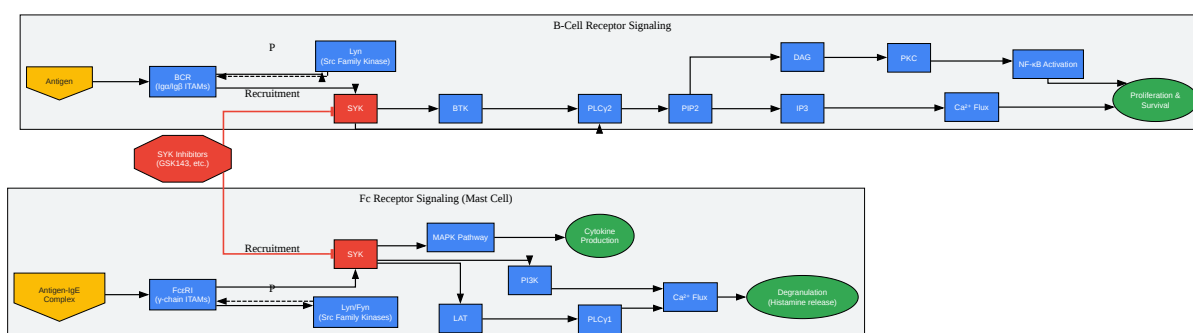 B-Cell Receptor Signaling
Antigen
BCR
(Igα/Igβ ITAMs)
P
Lyn
(Src Family Kinase)
Recruitment
SYK
BTK
PLCγ2
PIP2
DAG
PKC
NF-κB Activation
IP3
Ca²⁺ Flux
Proliferation &
Survival
SYK Inhibitors
(GSK143, etc.)
Fc Receptor Signaling (Mast Cell)
Antigen-IgE
Complex
FcεRI
(γ-chain ITAMs)
Recruitment
P
Lyn/Fyn
(Src Family Kinases)
SYK
MAPK Pathway
Cytokine
Production
PI3K
LAT
PLCγ1
Ca²⁺ Flux
Degranulation
(Histamine release)